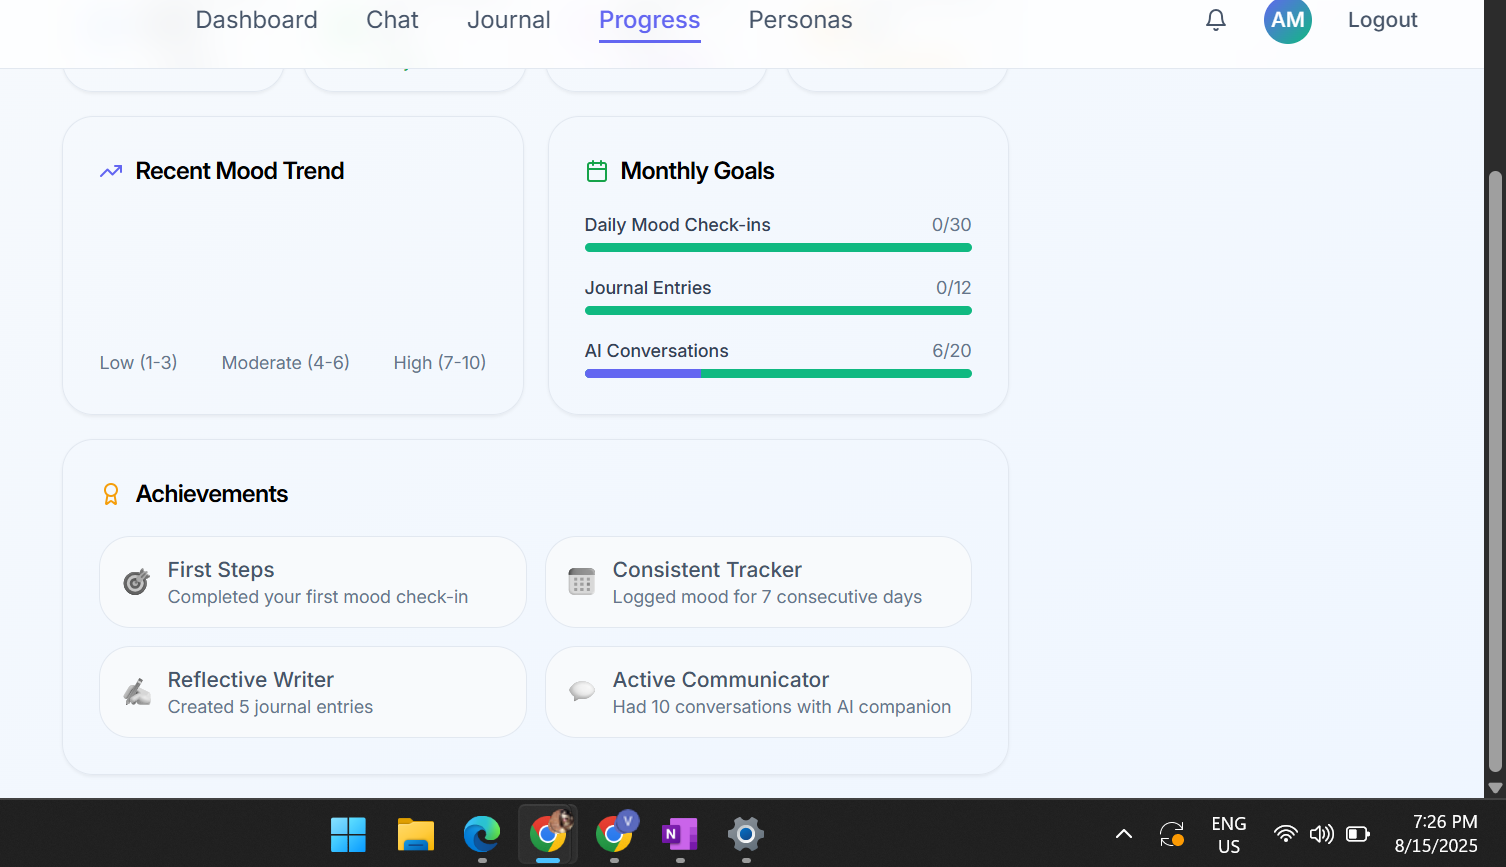 Dashboard
Chat
Journal
Progress
Personas
AM
Logout
Recent Mood Trend
Low (1-3)
Moderate (4-6)
High (7-10)
Monthly Goals
Daily Mood Check-ins
0/30
Journal Entries
0/12
AI Conversations
6/20
Achievements
First Steps
Completed your first mood check-in
Consistent Tracker
Logged mood for 7 consecutive days
Reflective Writer
Created 5 journal entries
Active Communicator
Had 10 conversations with AI companion
V
N
ENG
US
7:26 PM
8/15/2025